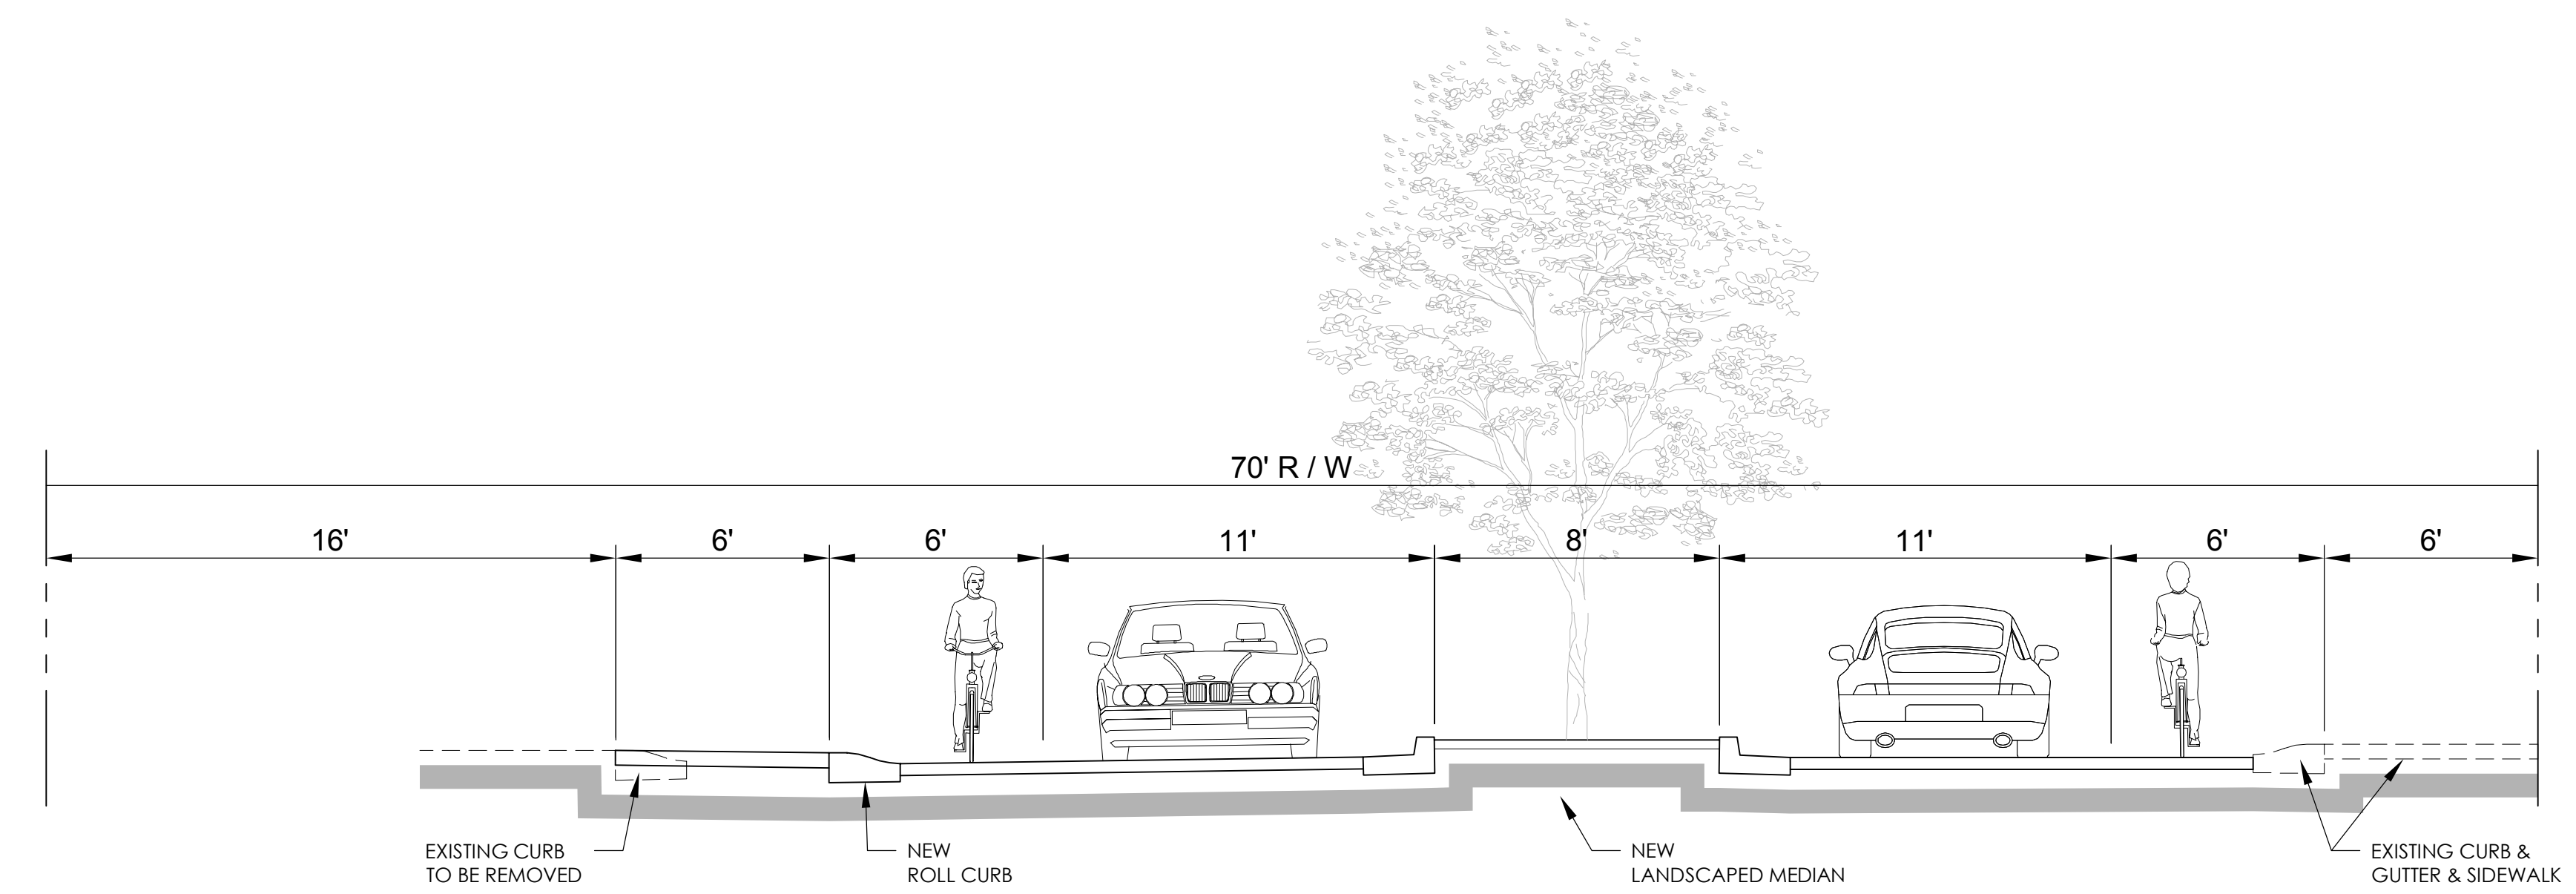 70' R / W
16' 6' 6' 11' 8' 11' 6' 6'
EXISTING CURB
TO BE REMOVED
NEW
ROLL CURB
NEW
LANDSCAPED MEDIAN
EXISTING CURB &
GUTTER & SIDEWALK